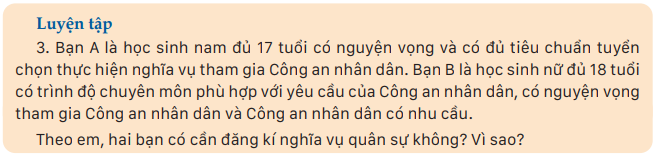 Luyện tập
3. Bạn A là học sinh nam đủ 17 tuổi có nguyện vọng và có đủ tiêu chuẩn tuyển
chọn thực hiện nghĩa vụ tham gia Công an nhân dân. Bạn B là học sinh nữ đủ 18 tuổi
có trình độ chuyên môn phù hợp với yêu cầu của Công an nhân dân, có nguyện vọng
tham gia Công an nhân dân và Công an nhân dân có nhu cầu.
Theo em, hai bạn có cần đăng kí nghĩa vụ quân sự không? Vì sao?